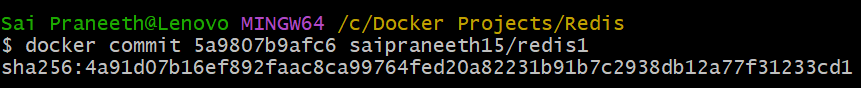 Sai Praneeth@Lenovo MINGW64 /c/Docker Projects/Redis
$ docker commit 5a9807b9afc6 saipraneeth15/redis1
sha256:4a91d07b16ef892faac8ca99764fed20a82231b91b7c2938db12a77f31233cd1